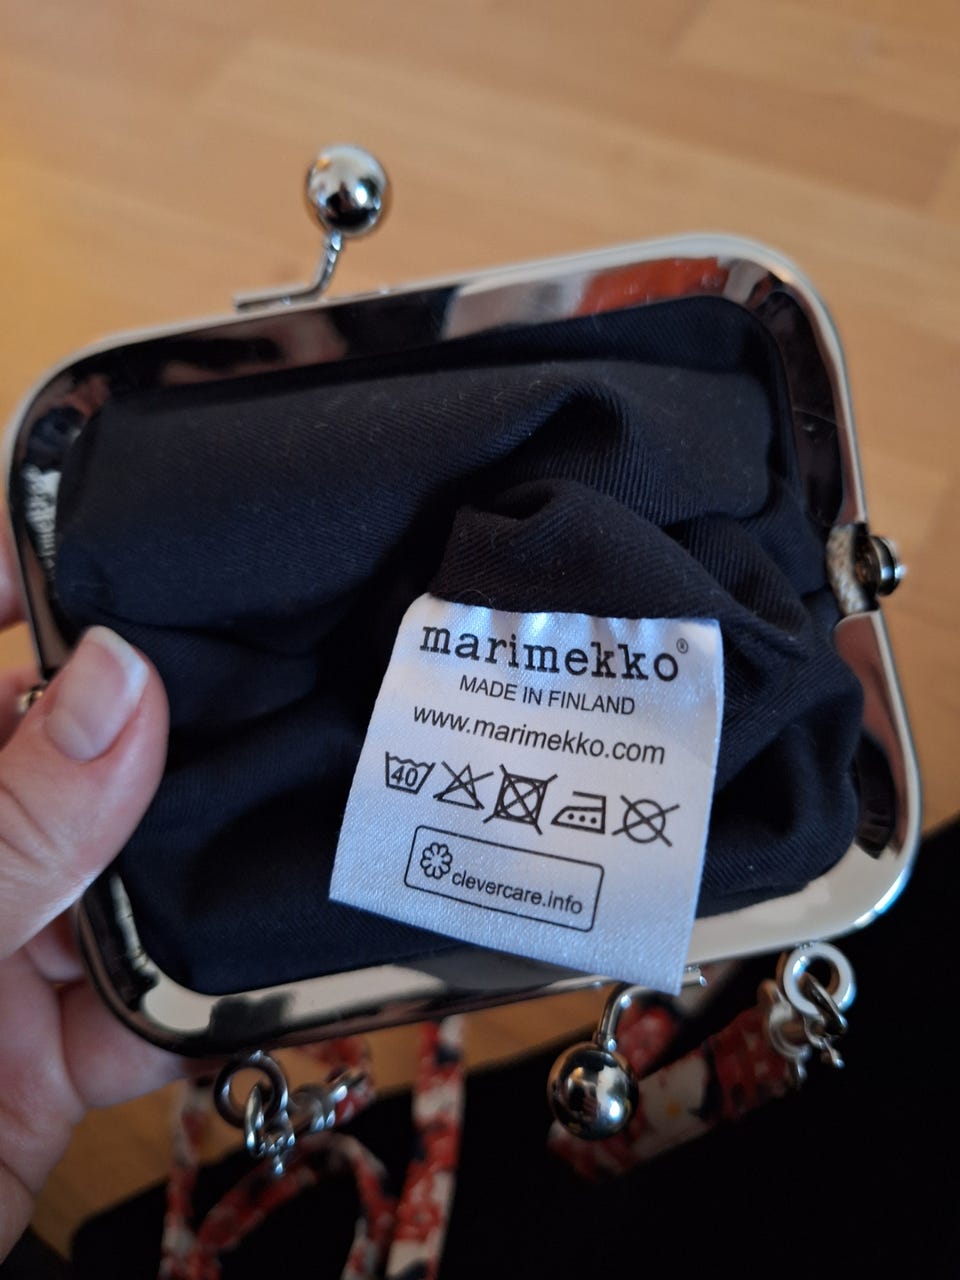 marimekko®
MADE IN FINLAND
www.marimekko.com
40
clevercare.info